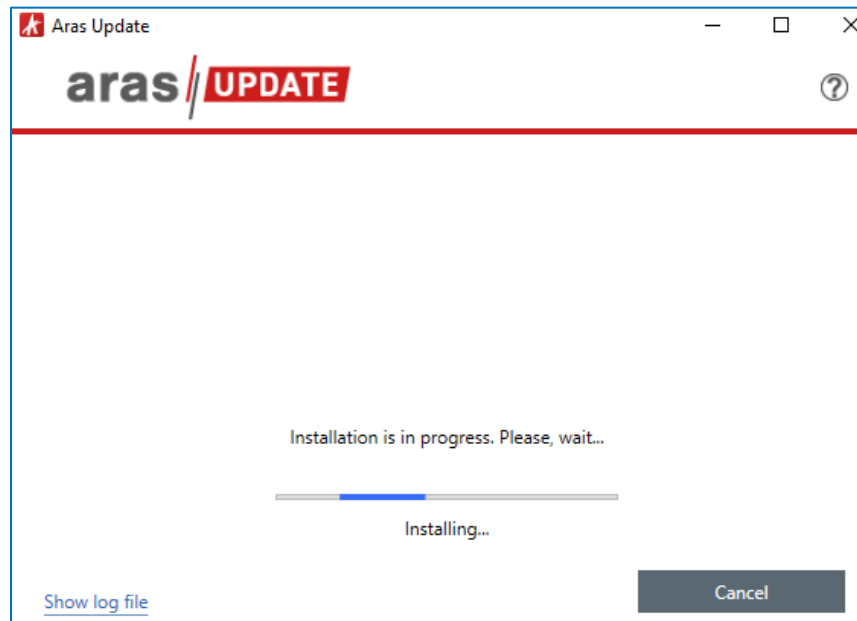 Aras Update
aras UPDATE
?
Installation is in progress. Please, wait...
Installing...
Cancel
Show log file